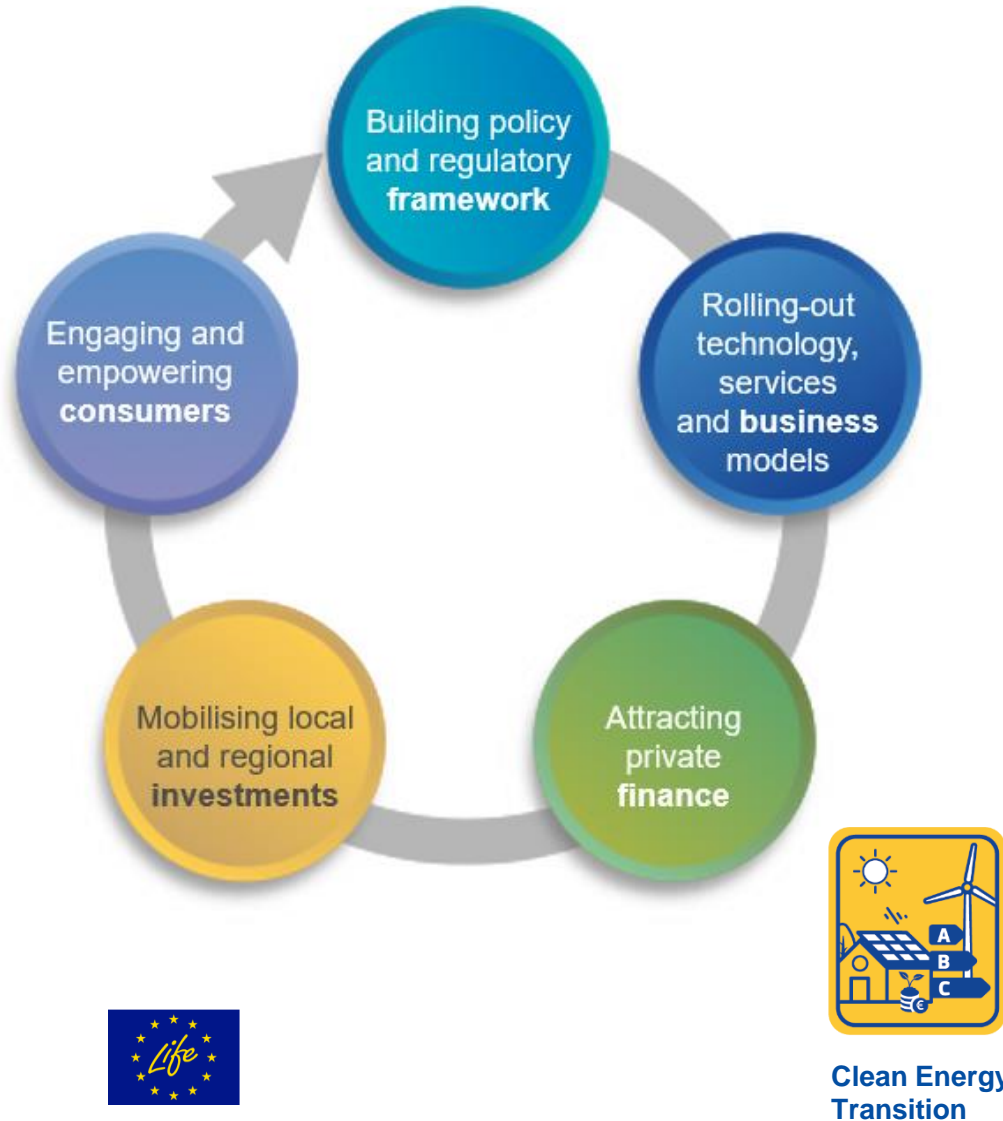 Building policy
and regulatory
framework
Rolling-out
technology,
services
and business
models
Attracting
private
finance
Mobilising local
and regional
investments
Engaging and
empowering
consumers
A
B
C
€
Life
Clean Energy
Transition